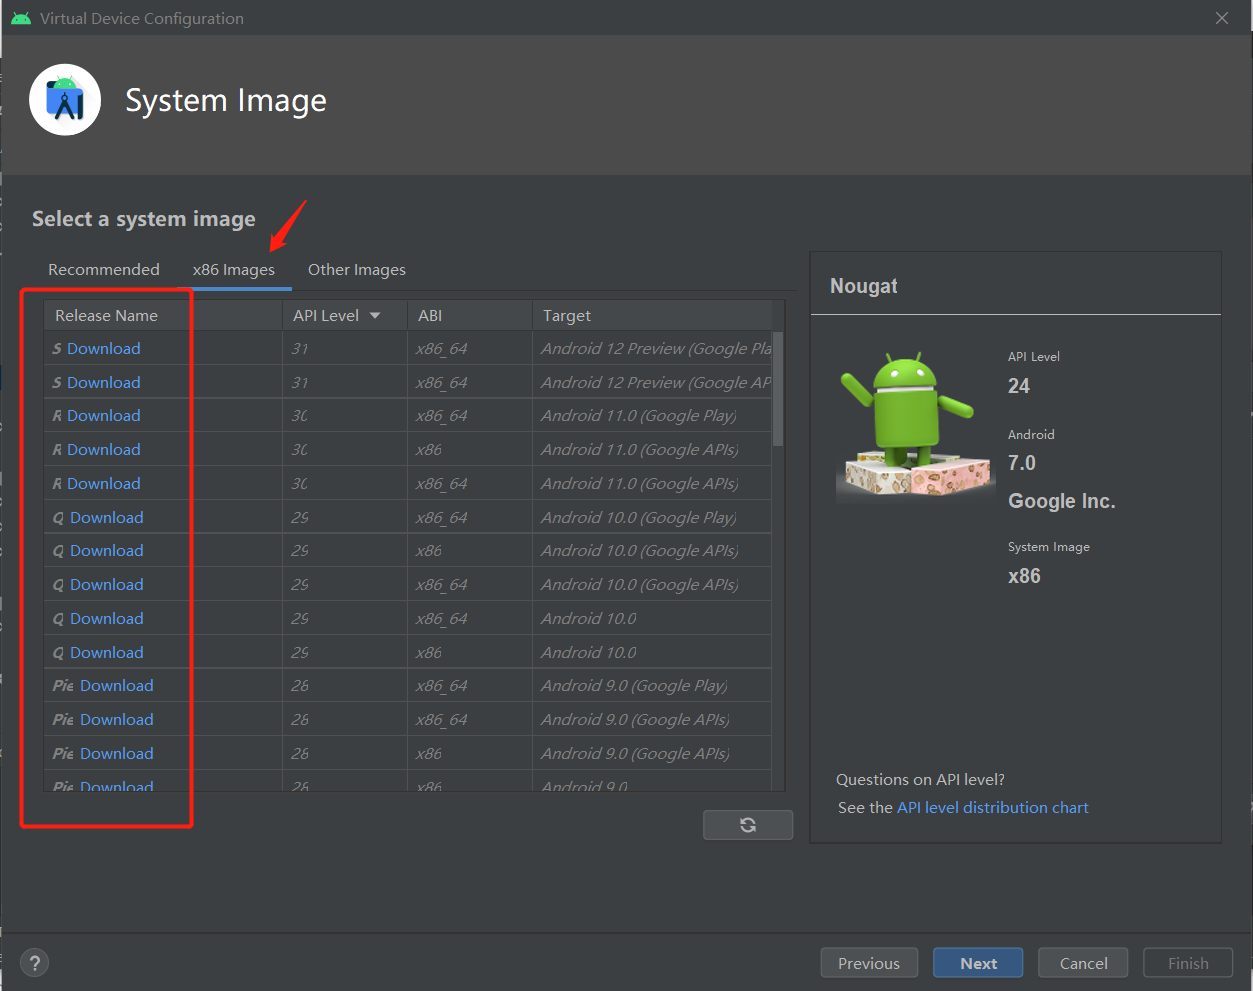 Virtual Device Configuration
System Image
Select a system image
Recommended x86 Images Other Images
Release Name API Level ABI Target
S Download 31 x86_64 Android 12 Preview (Google Pla
S Download 31 x86_64 Android 12 Preview (Google AP
R Download 30 x86_64 Android 11.0 (Google Play)
R Download 30 x86 Android 11.0 (Google APIs)
R Download 30 x86_64 Android 11.0 (Google APIs)
Q Download 29 x86_64 Android 10.0 (Google Play)
Q Download 29 x86 Android 10.0 (Google APIs)
Q Download 29 x86_64 Android 10.0 (Google APIs)
Q Download 29 x86_64 Android 10.0
Q Download 29 x86 Android 10.0
Pie Download 28 x86_64 Android 9.0 (Google Play)
Pie Download 28 x86_64 Android 9.0 (Google APIs)
Pie Download 28 x86 Android 9.0 (Google APIs)
Pie Download 28 x86 Android 9.0
Nougat
API Level
24
Android
7.0
Google Inc.
System Image
x86
Questions on API level?
See the API level distribution chart
? Previous Next Cancel Finish